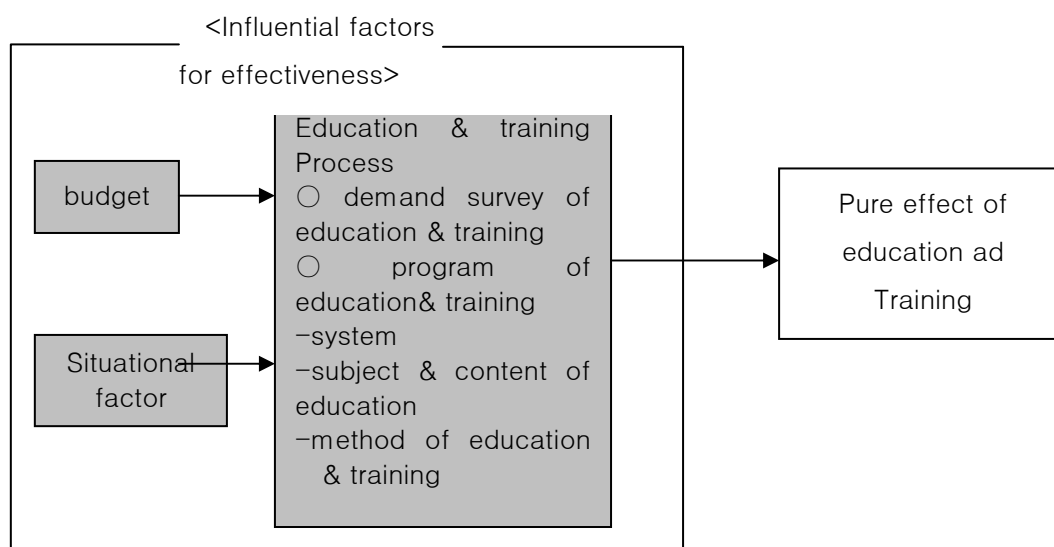 <Influential factors
for effectiveness>
Education & training
Process
○ demand survey of
education & training
○ program of
education& training
-system
-subject & content of
education
-method of education
& training
budget
Situational
factor
Pure effect of
education ad
Training